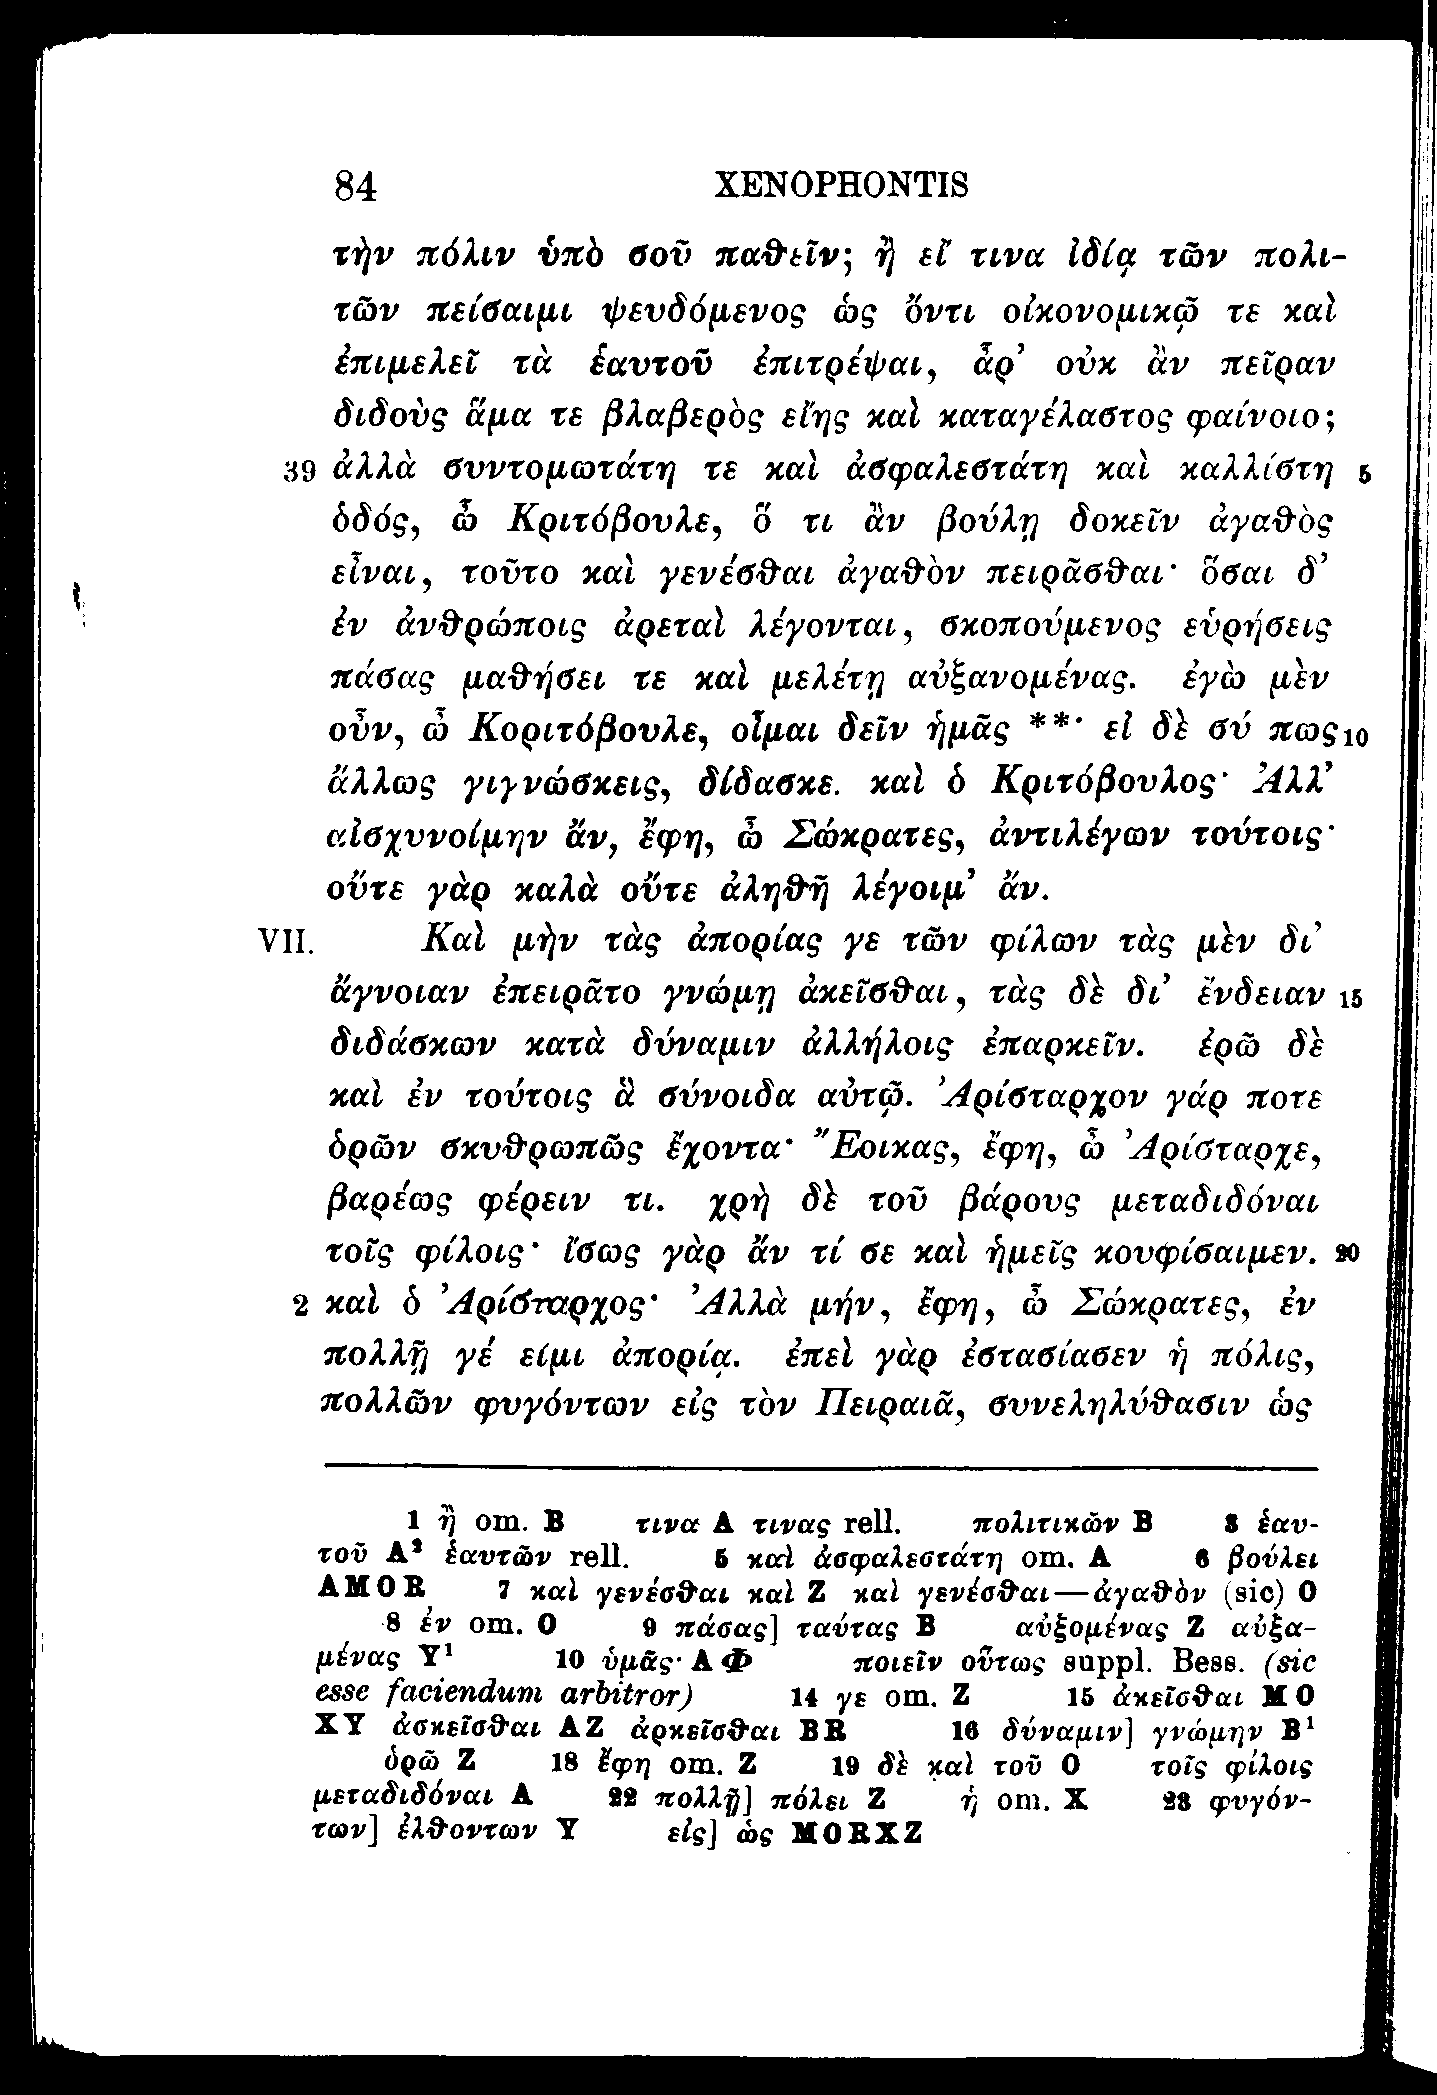 84 XENOPHONTIS
τὴν πόλιν ὑπὸ σοῦ παθεῖν; ἢ εἴ τινα ἰδίᾳ τῶν πολι-
τῶν πείσαιμι ψευδόμενος ὡς ὄντι οἰκονομικῷ τε καὶ
ἐπιμελεῖ τὰ ἑαυτοῦ ἐπιτρέψαι, ἆρ’ οὐκ ἂν πεῖραν
διδοὺς ἅμα τε βλαβερὸς εἴης καὶ καταγέλαστος φαίνοιο;
39 ἀλλὰ συντομωτάτη τε καὶ ἀσφαλεστάτη καὶ καλλίστη 5
ὁδός, ὦ Κριτόβουλε, ὅ τι ἂν βούλῃ δοκεῖν ἀγαθὸς
εἶναι, τοῦτο καὶ γενέσθαι ἀγαθὸν πειρᾶσθαι· ὅσαι δ’
ἐν ἀνθρώποις ἀρεταὶ λέγονται, σκοπούμενος εὑρήσεις
πάσας μαθήσει τε καὶ μελέτῃ αὐξανομένας. ἐγὼ μὲν
οὖν, ὦ Κοριτόβουλε, οἶμαι δεῖν ἡμᾶς **· εἰ δὲ σύ πως 10
ἄλλως γιγνώσκεις, δίδασκε. καὶ ὁ Κριτόβουλος· Ἀλλ’
αἰσχυνοίμην ἄν, ἔφη, ὦ Σώκρατες, ἀντιλέγων τούτοις·
οὔτε γὰρ καλὰ οὔτε ἀληθῆ λέγοιμ’ ἄν.
VII. Καὶ μὴν τὰς ἀπορίας γε τῶν φίλων τὰς μὲν δι’
ἄγνοιαν ἐπειρᾶτο γνώμῃ ἀκεῖσθαι, τὰς δὲ δι’ ἔνδειαν 15
διδάσκων κατὰ δύναμιν ἀλλήλοις ἐπαρκεῖν. ἐρῶ δὲ
καὶ ἐν τούτοις ἃ σύνοιδα αὐτῷ. Ἀρίσταρχον γάρ ποτε
ὁρῶν σκυθρωπῶς ἔχοντα· Ἔοικας, ἔφη, ὦ Ἀρίσταρχε,
βαρέως φέρειν τι. χρὴ δὲ τοῦ βάρους μεταδιδόναι
τοῖς φίλοις· ἴσως γὰρ ἄν τί σε καὶ ἡμεῖς κουφίσαιμεν. 20
2 καὶ ὁ Ἀρίσταρχος· Ἀλλὰ μήν, ἔφη, ὦ Σώκρατες, ἐν
πολλῇ γέ εἰμι ἀπορίᾳ. ἐπεὶ γὰρ ἐστασίασεν ἡ πόλις,
πολλῶν φυγόντων εἰς τὸν Πειραιᾶ, συνεληλύθασιν ὡς
1 ἢ om. B τινα A τινας rell. πολιτικῶν B 3 ἑαυ-
τοῦ A² ἑαυτῶν rell. 5 καὶ ἀσφαλεστάτη om. A 6 βούλει
AMOR 7 καὶ γενέσθαι καὶ Z καὶ γενέσθαι—ἀγαθὸν (sic) O
8 ἐν om. O 9 πάσας] ταύτας B αὐξομένας Z αὐξα-
μένας Y¹ 10 ὑμᾶς· AΦ ποιεῖν οὕτως suppl. Bess. (sic
esse faciendum arbitror) 14 γε om. Z 15 ἀκεῖσθαι MO
XY ἀσκεῖσθαι AZ ἀρκεῖσθαι BR 16 δύναμιν] γνώμην B¹
ὁρῶ Z 18 ἔφη om. Z 19 δὲ καὶ τοῦ O τοῖς φίλοις
μεταδιδόναι A 22 πολλῇ] πόλει Z ἡ om. X 23 φυγόν-
των] ἐλθοντων Y εἰς] ὡς MORXZ